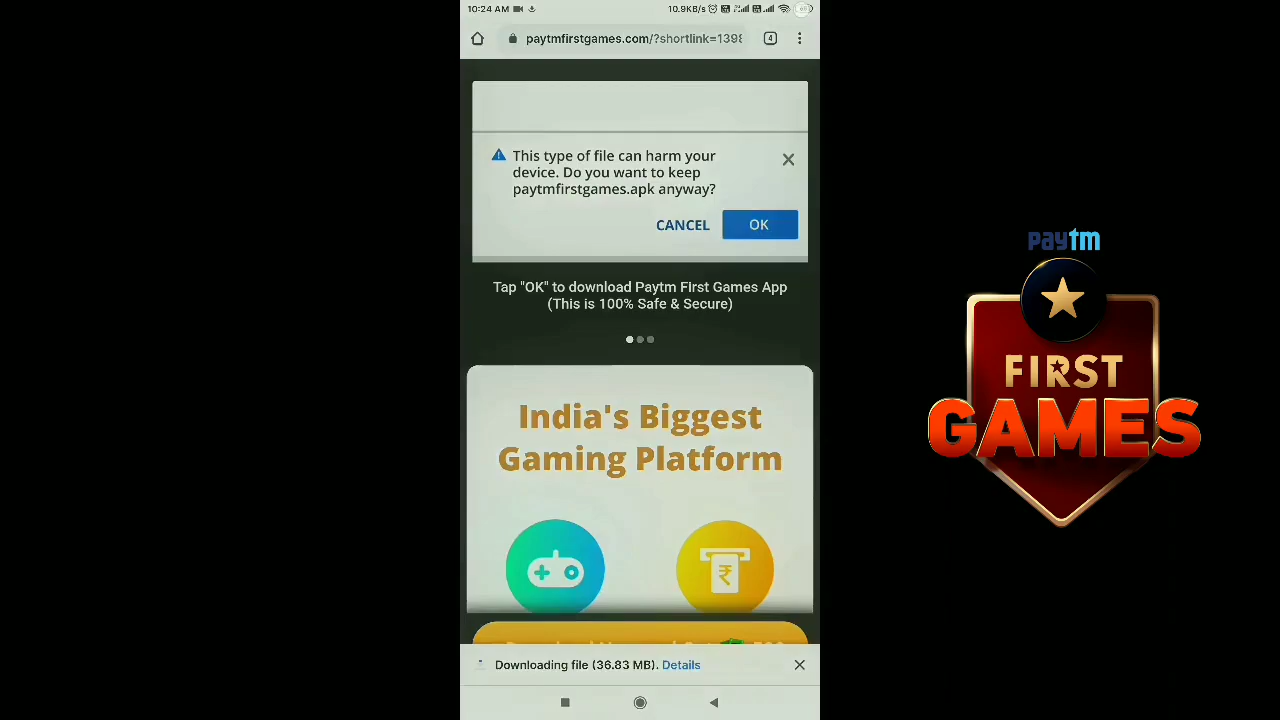 10:24 AM
10.9KB/s
paytmfirstgames.com/?shortlink=1398
4
This type of file can harm your
device. Do you want to keep
paytmfirstgames.apk anyway?
CANCEL
OK
Tap "OK" to download Paytm First Games App
(This is 100% Safe & Secure)
India's Biggest
Gaming Platform
₹
Downloading file (36.83 MB). Details
paytm
FIRST
GAMES